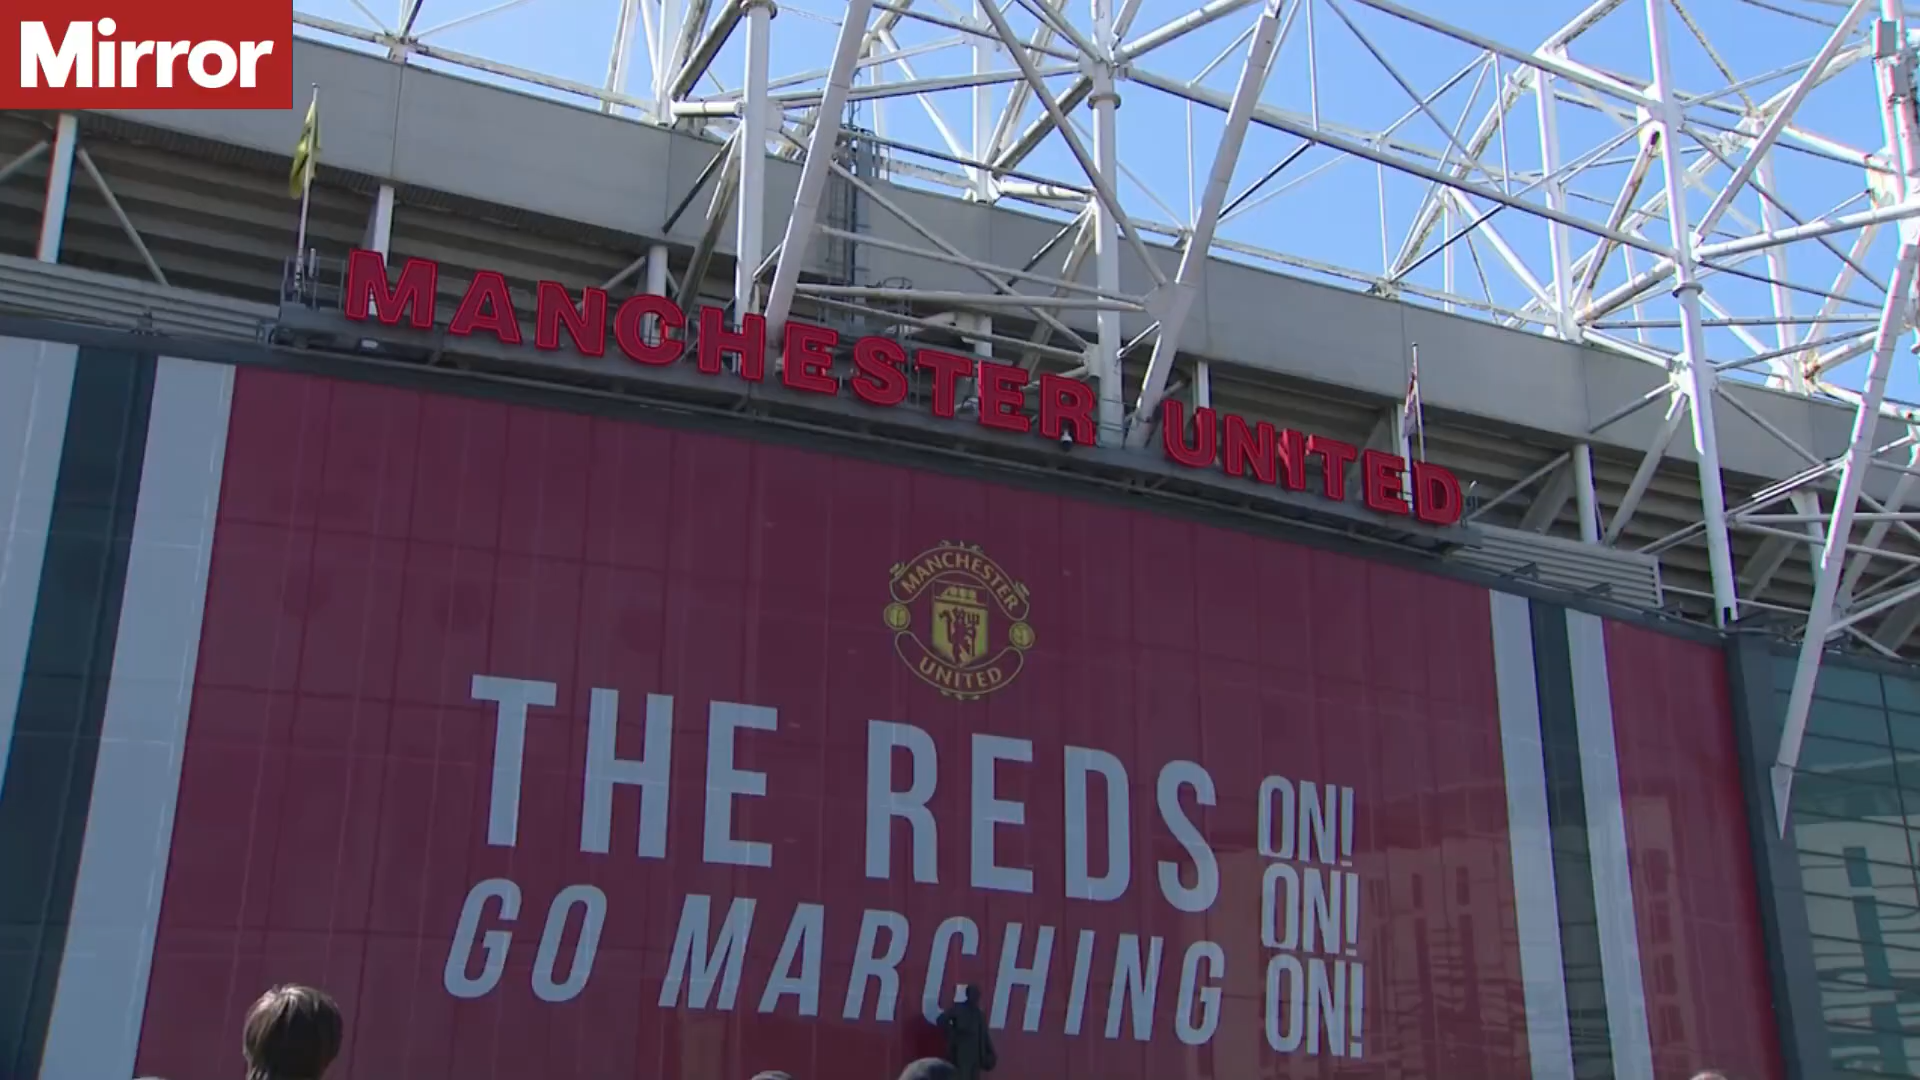 Mirror
MANCHESTER UNITED
MANCHESTER
UNITED
THE REDS ON!
ON!
GO MARCHING ON!